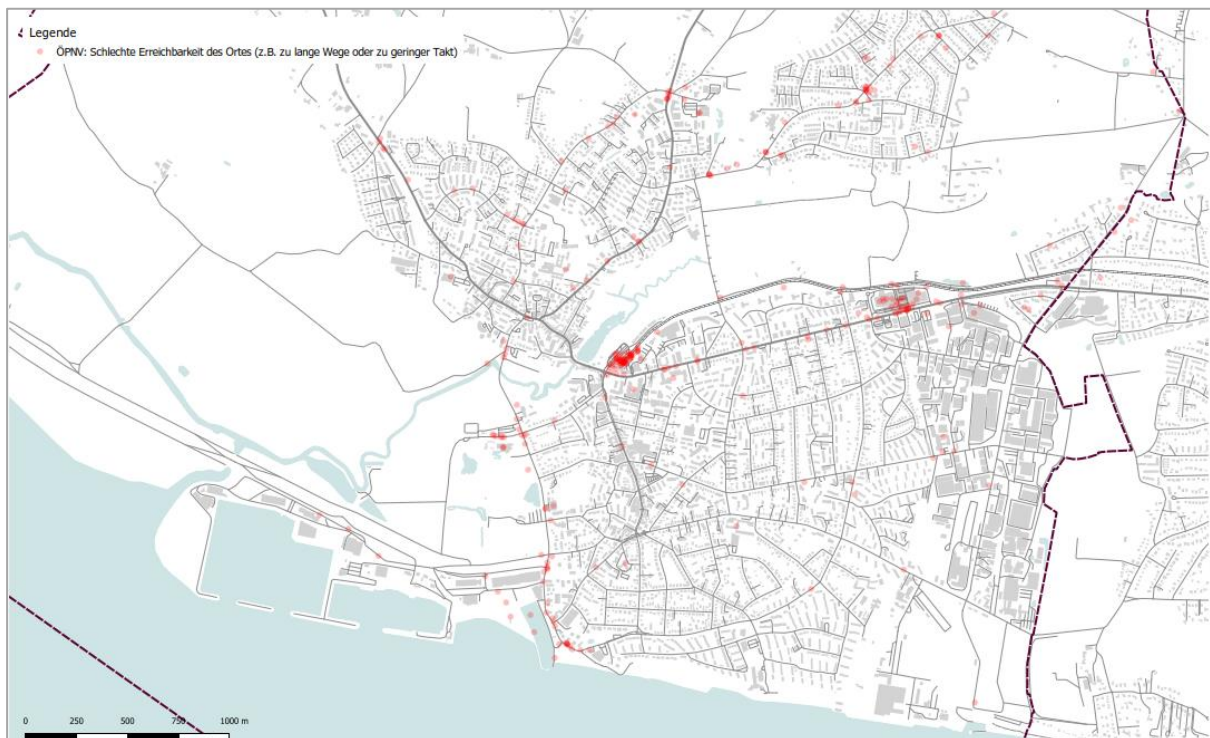 Legende
ÖPNV: Schlechte Erreichbarkeit des Ortes (z.B. zu lange Wege oder zu geringer Takt)
0 250 500 750 1000 m